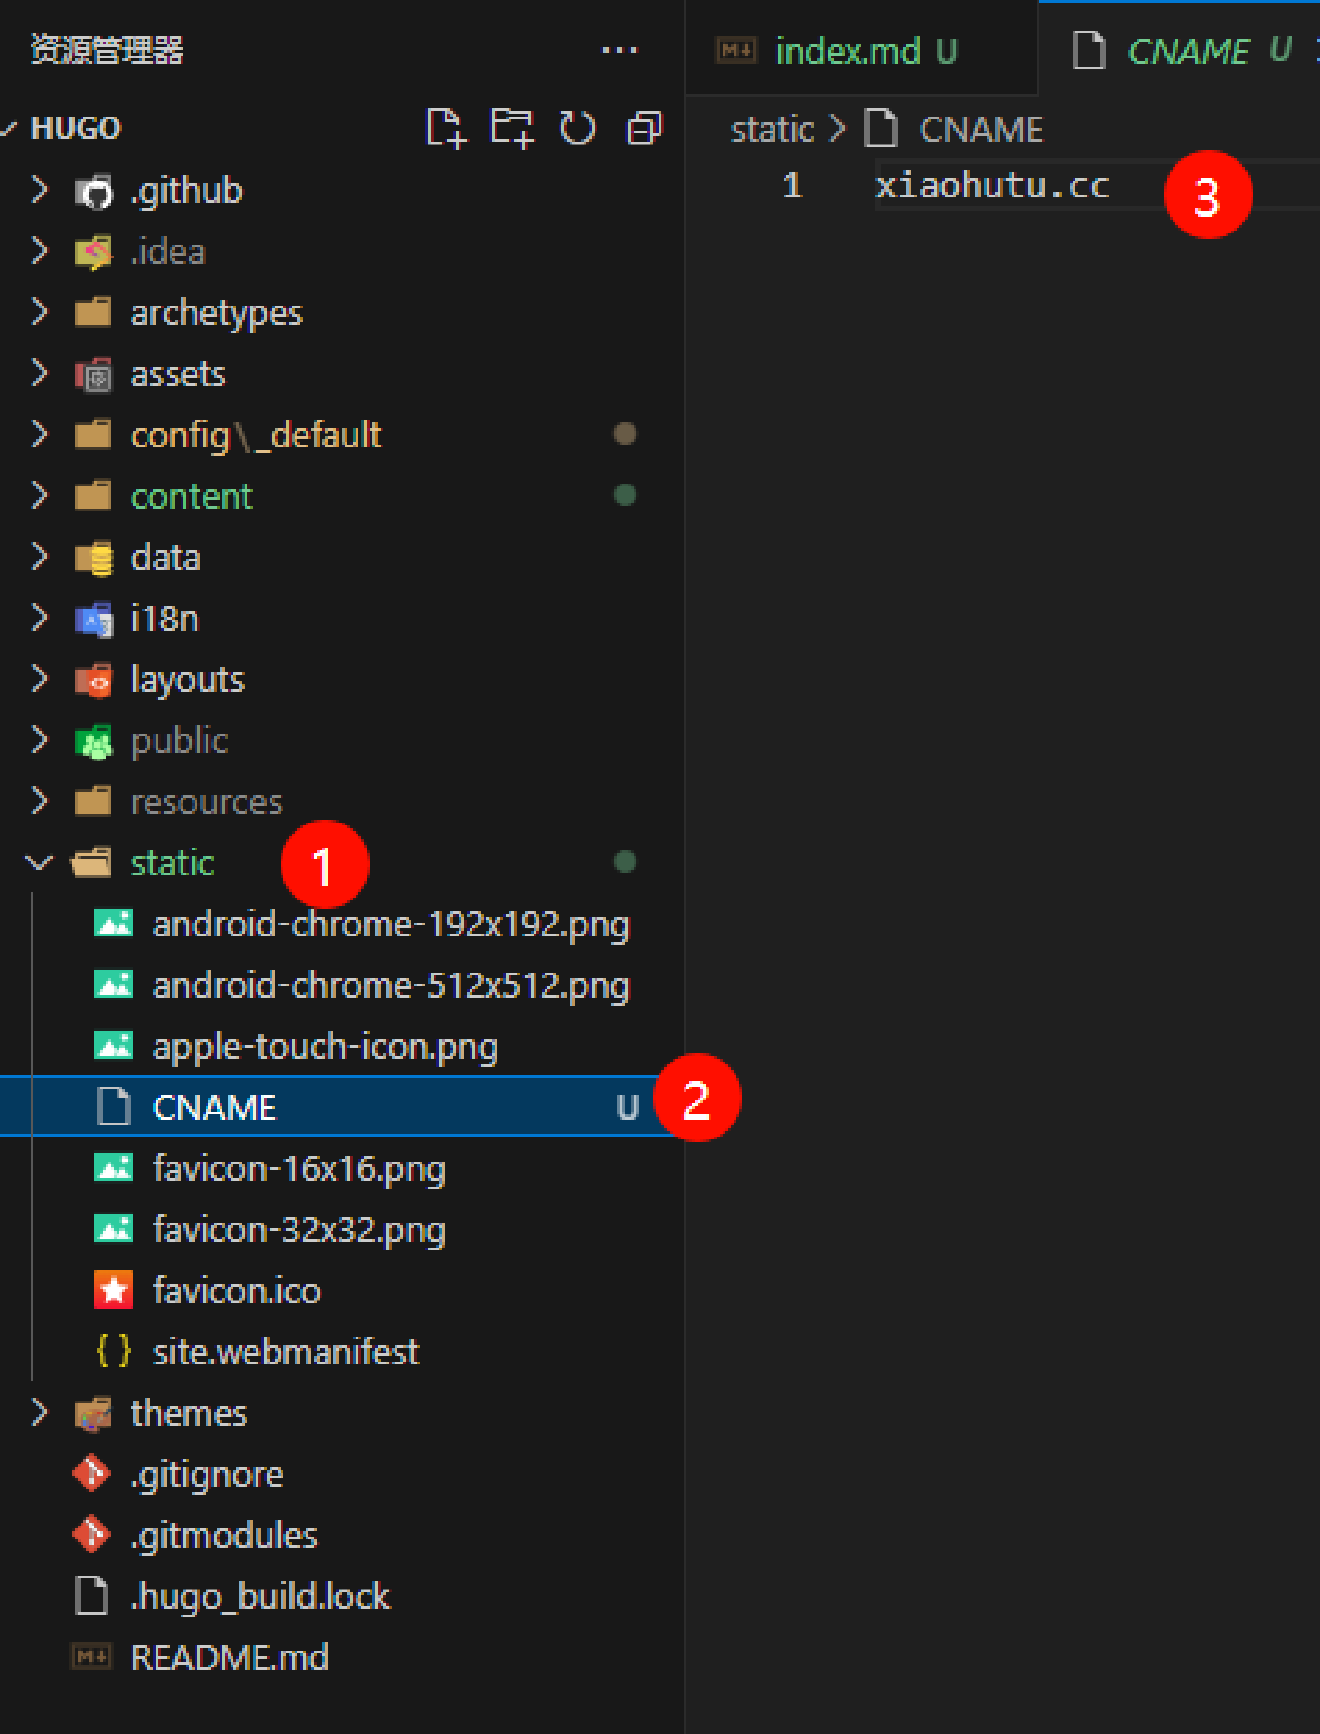 资源管理器
HUGO
.github
.idea
archetypes
assets
config\_default
content
data
i18n
layouts
public
resources
static
1
android-chrome-192x192.png
android-chrome-512x512.png
apple-touch-icon.png
CNAME U
2
favicon-16x16.png
favicon-32x32.png
favicon.ico
site.webmanifest
themes
.gitignore
.gitmodules
.hugo_build.lock
README.md
index.md U
CNAME U
static > CNAME
1 xiaohutu.cc
3